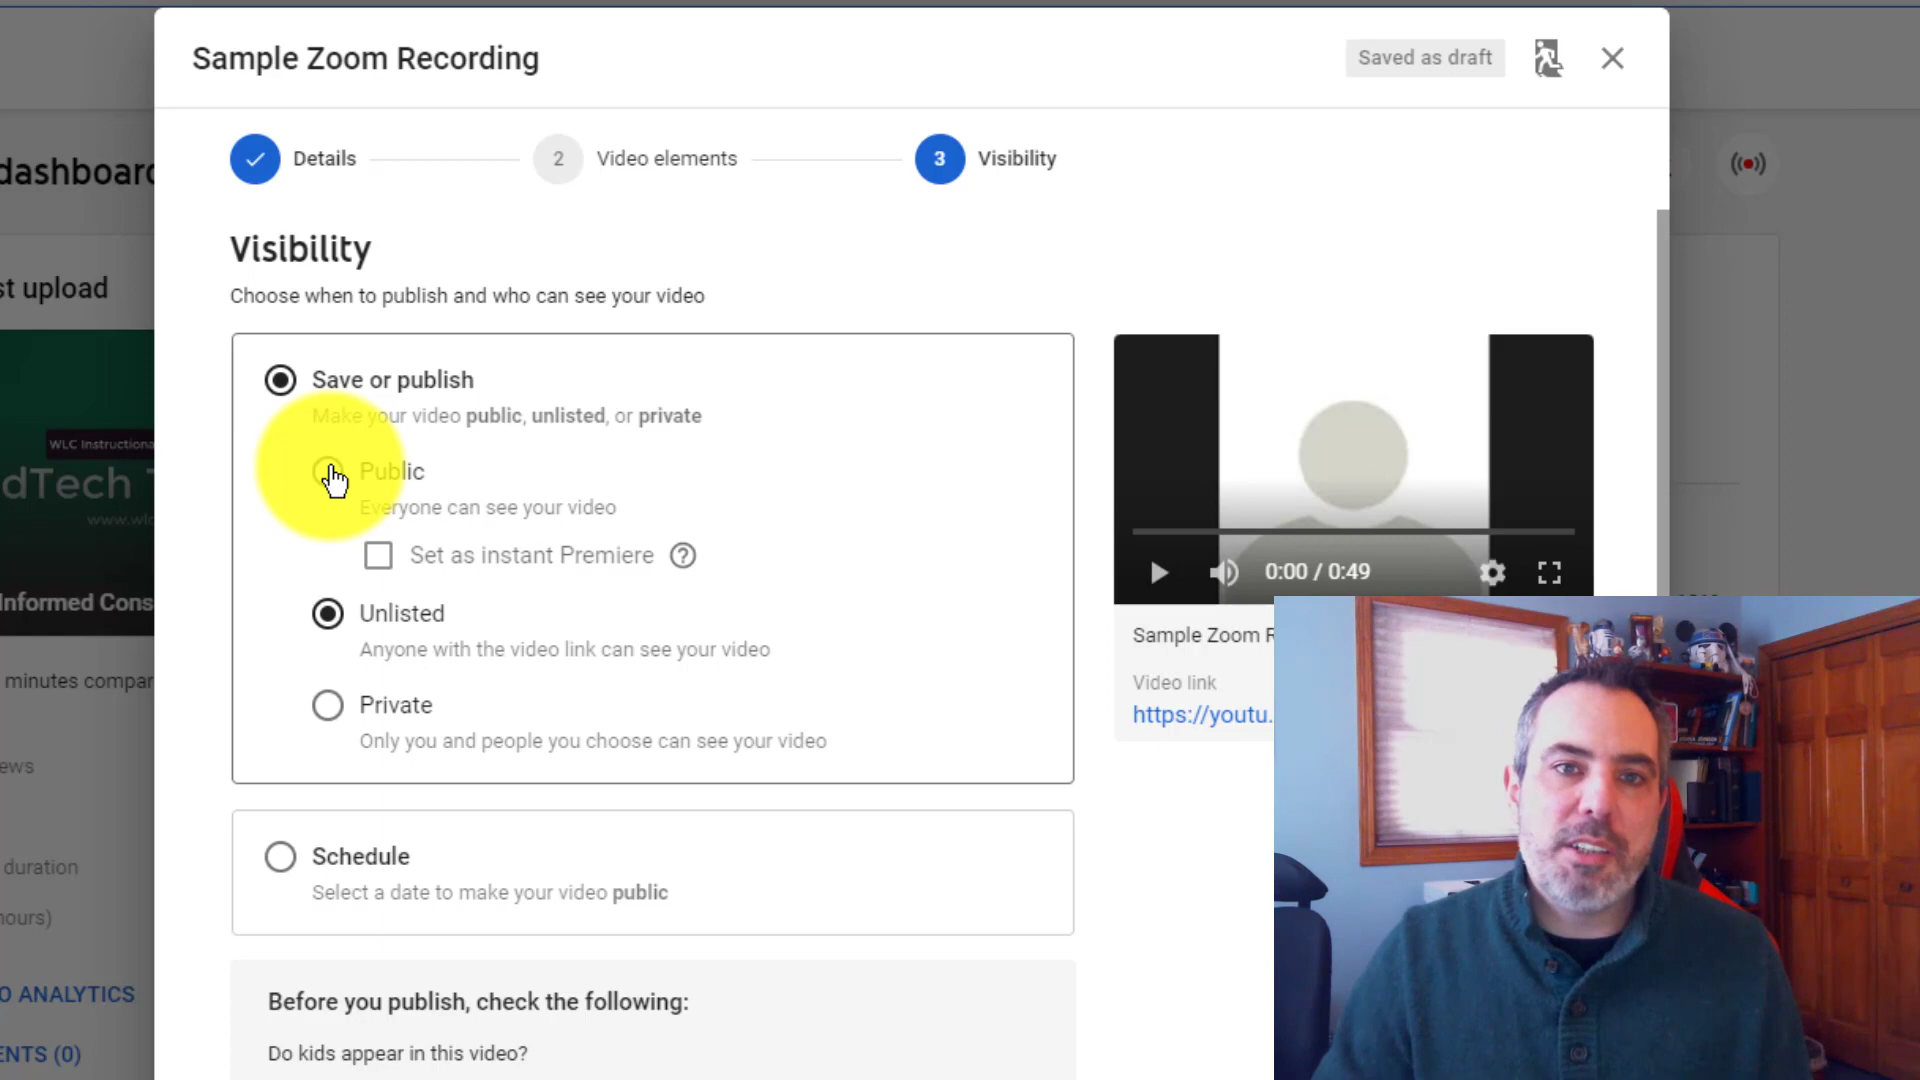 Sample Zoom Recording
Saved as draft
Details
2
Video elements
3
Visibility
dashboard
st upload
WLC Instructiona
dTech T
www.wlc
Informed Cons
minutes compar
ews
duration
hours)
O ANALYTICS
ENTS (0)
Visibility
Choose when to publish and who can see your video
Save or publish
Make your video public, unlisted, or private
Public
Everyone can see your video
Set as instant Premiere ?
Unlisted
Anyone with the video link can see your video
Private
Only you and people you choose can see your video
Schedule
Select a date to make your video public
Before you publish, check the following:
Do kids appear in this video?
0:00 / 0:49
Sample Zoom R
Video link
https://youtu.